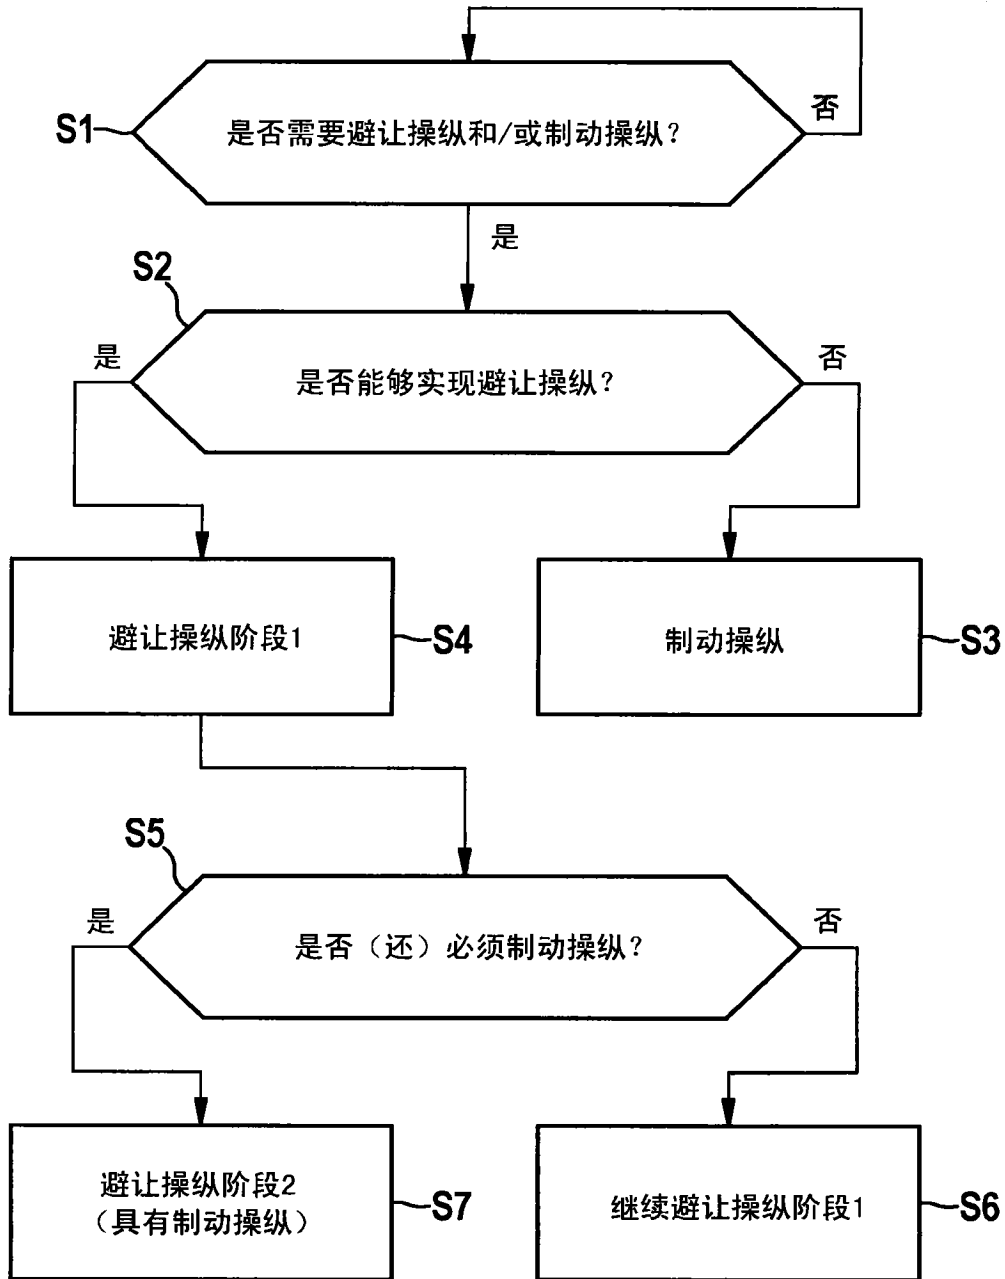 S1
是否需要避让操纵和/或制动操纵？
否
是
S2
是
是否能够实现避让操纵？
否
避让操纵阶段1
S4
制动操纵
S3
S5
是
是否（还）必须制动操纵？
否
避让操纵阶段2
（具有制动操纵）
S7
继续避让操纵阶段1
S6